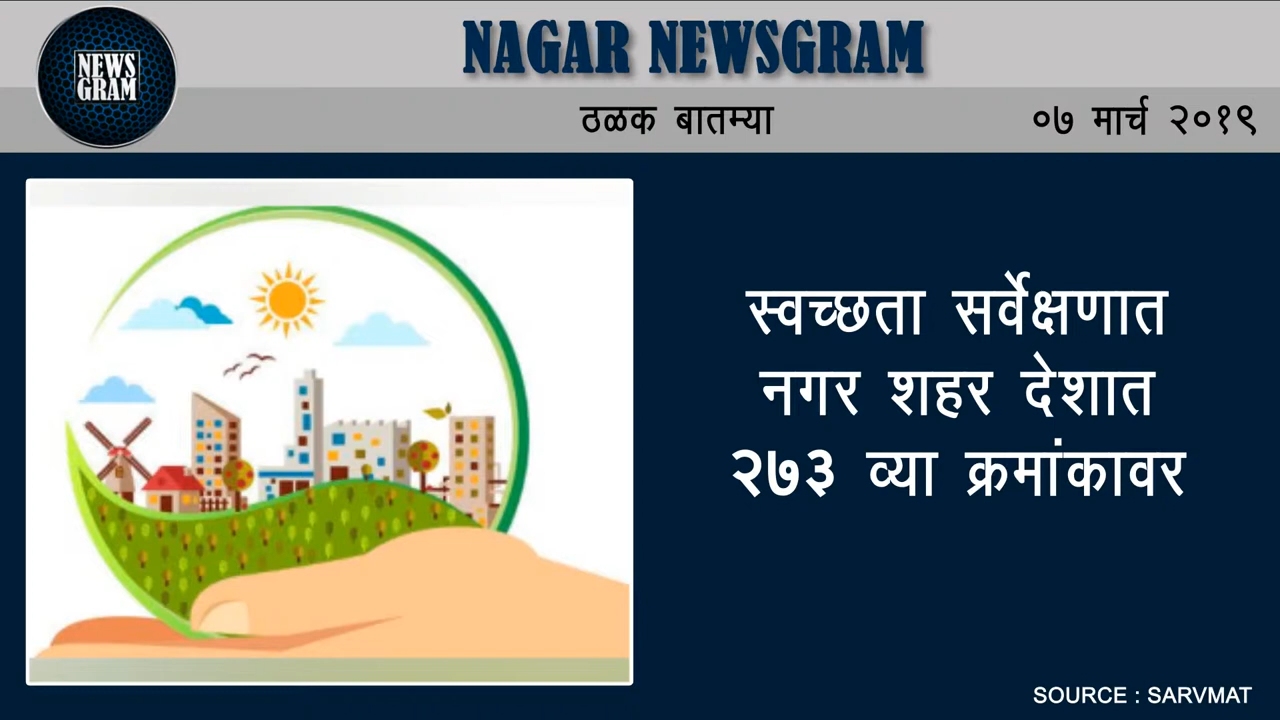 NEWS
GRAM
NAGAR NEWSGRAM
ठळक बातम्या
०७ मार्च २०१९
स्वच्छता सर्वेक्षणात
नगर शहर देशात
२७३ व्या क्रमांकावर
SOURCE : SARVMAT